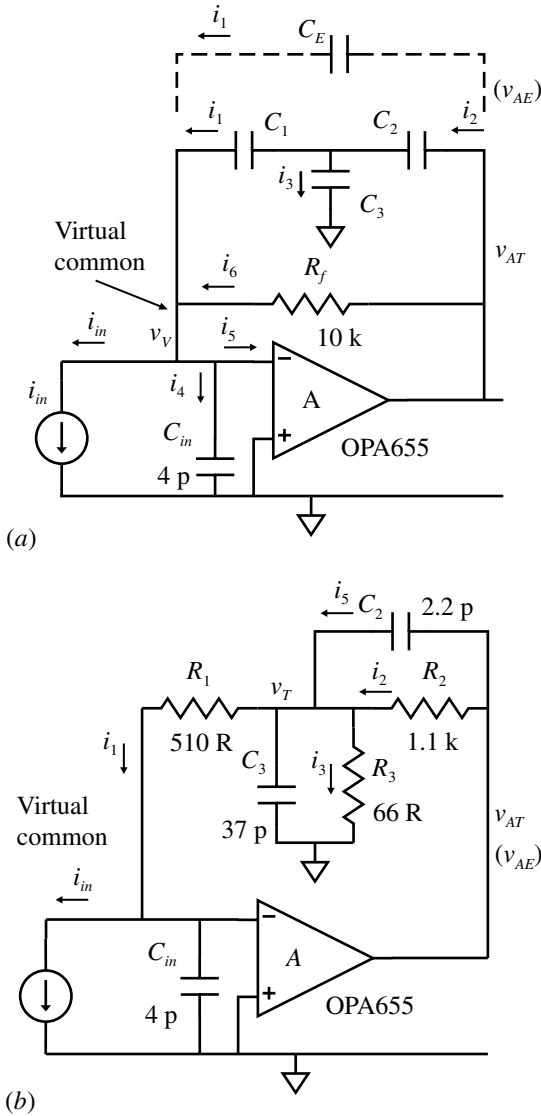 i1
CE
(vAE)
i1
C1
C2
i2
i3
C3
Virtual
common
i6
Rf
vAT
10 k
iin
vV
i5
−
iin
i4
A
Cin
+
OPA655
4 p
(a)
i5
C2
2.2 p
R1
vT
i2
R2
i1
510 R
C3
i3
R3
1.1 k
37 p
66 R
Virtual
common
vAT
(vAE)
iin
−
Cin
A
+
4 p
OPA655
(b)